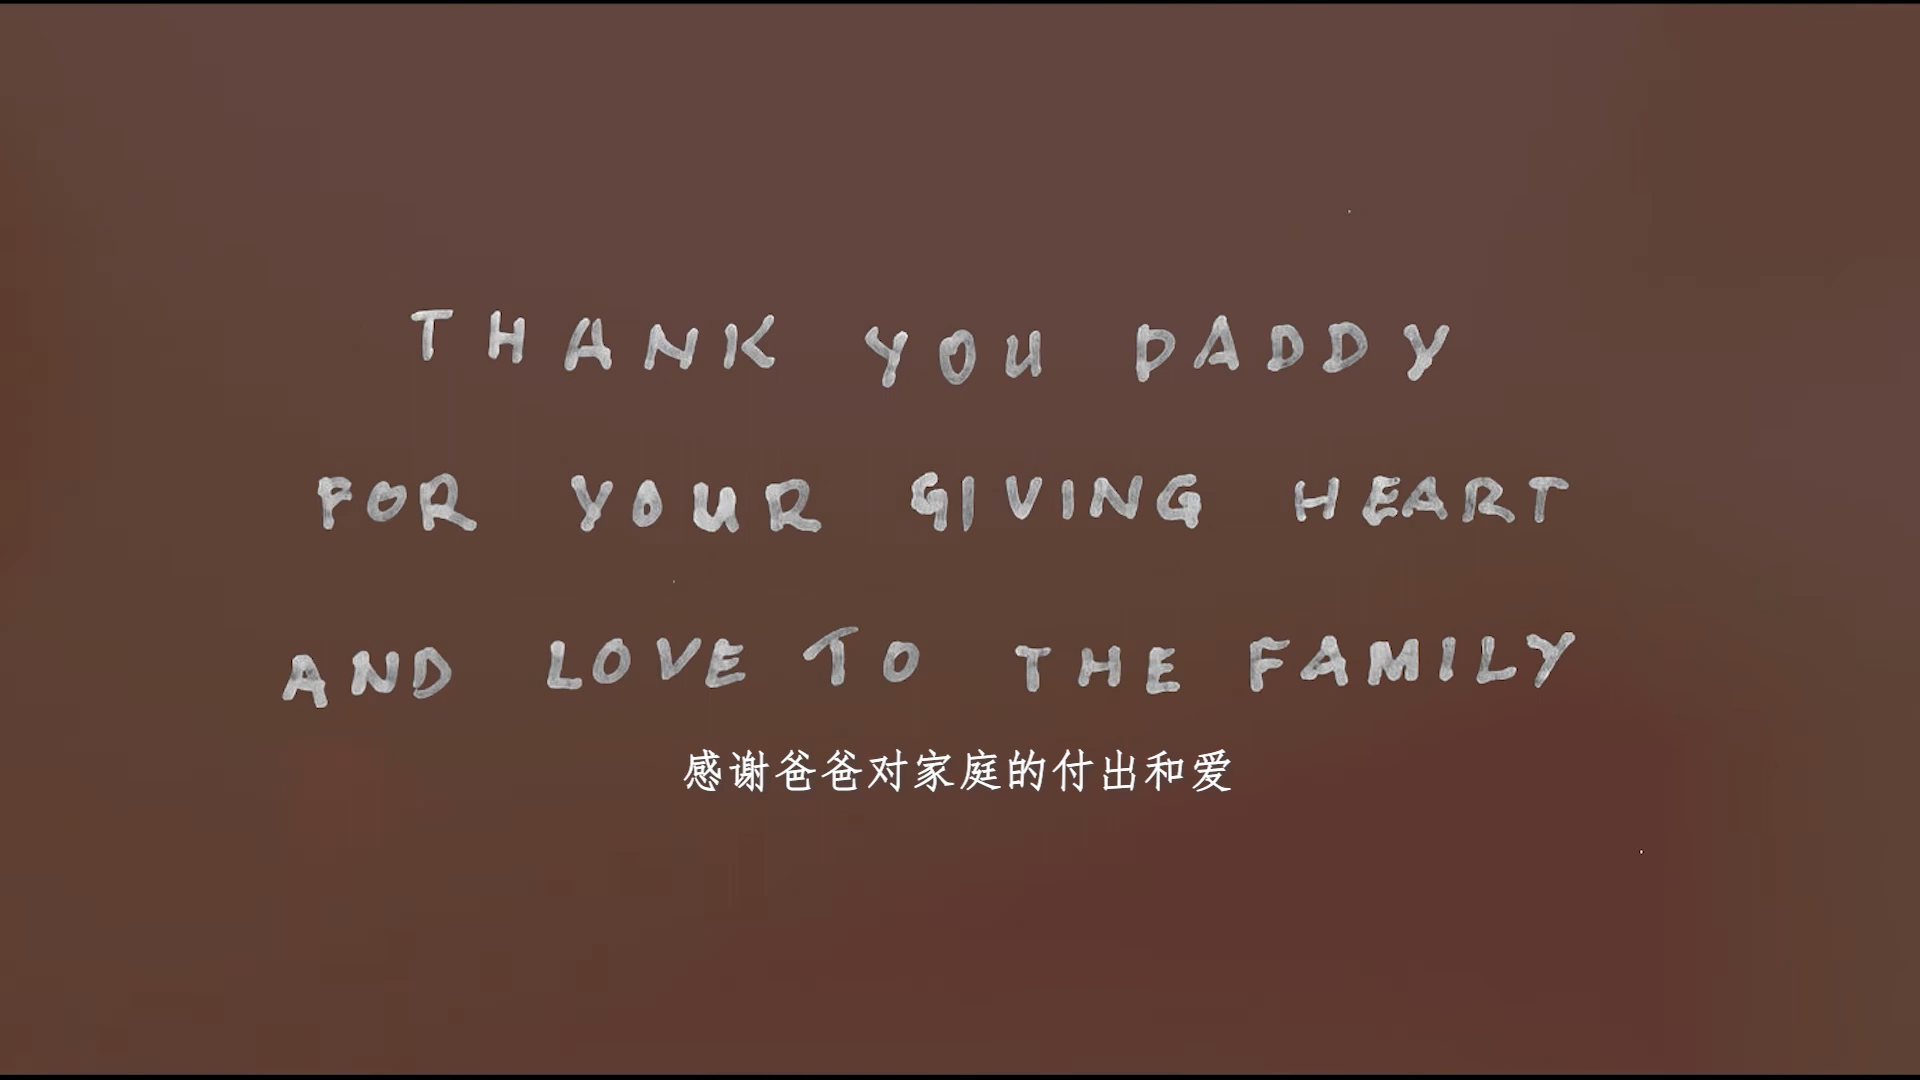 THANK YOU DADDY
FOR YOUR GIVING HEART
AND LOVE TO THE FAMILY
感谢爸爸对家庭的付出和爱